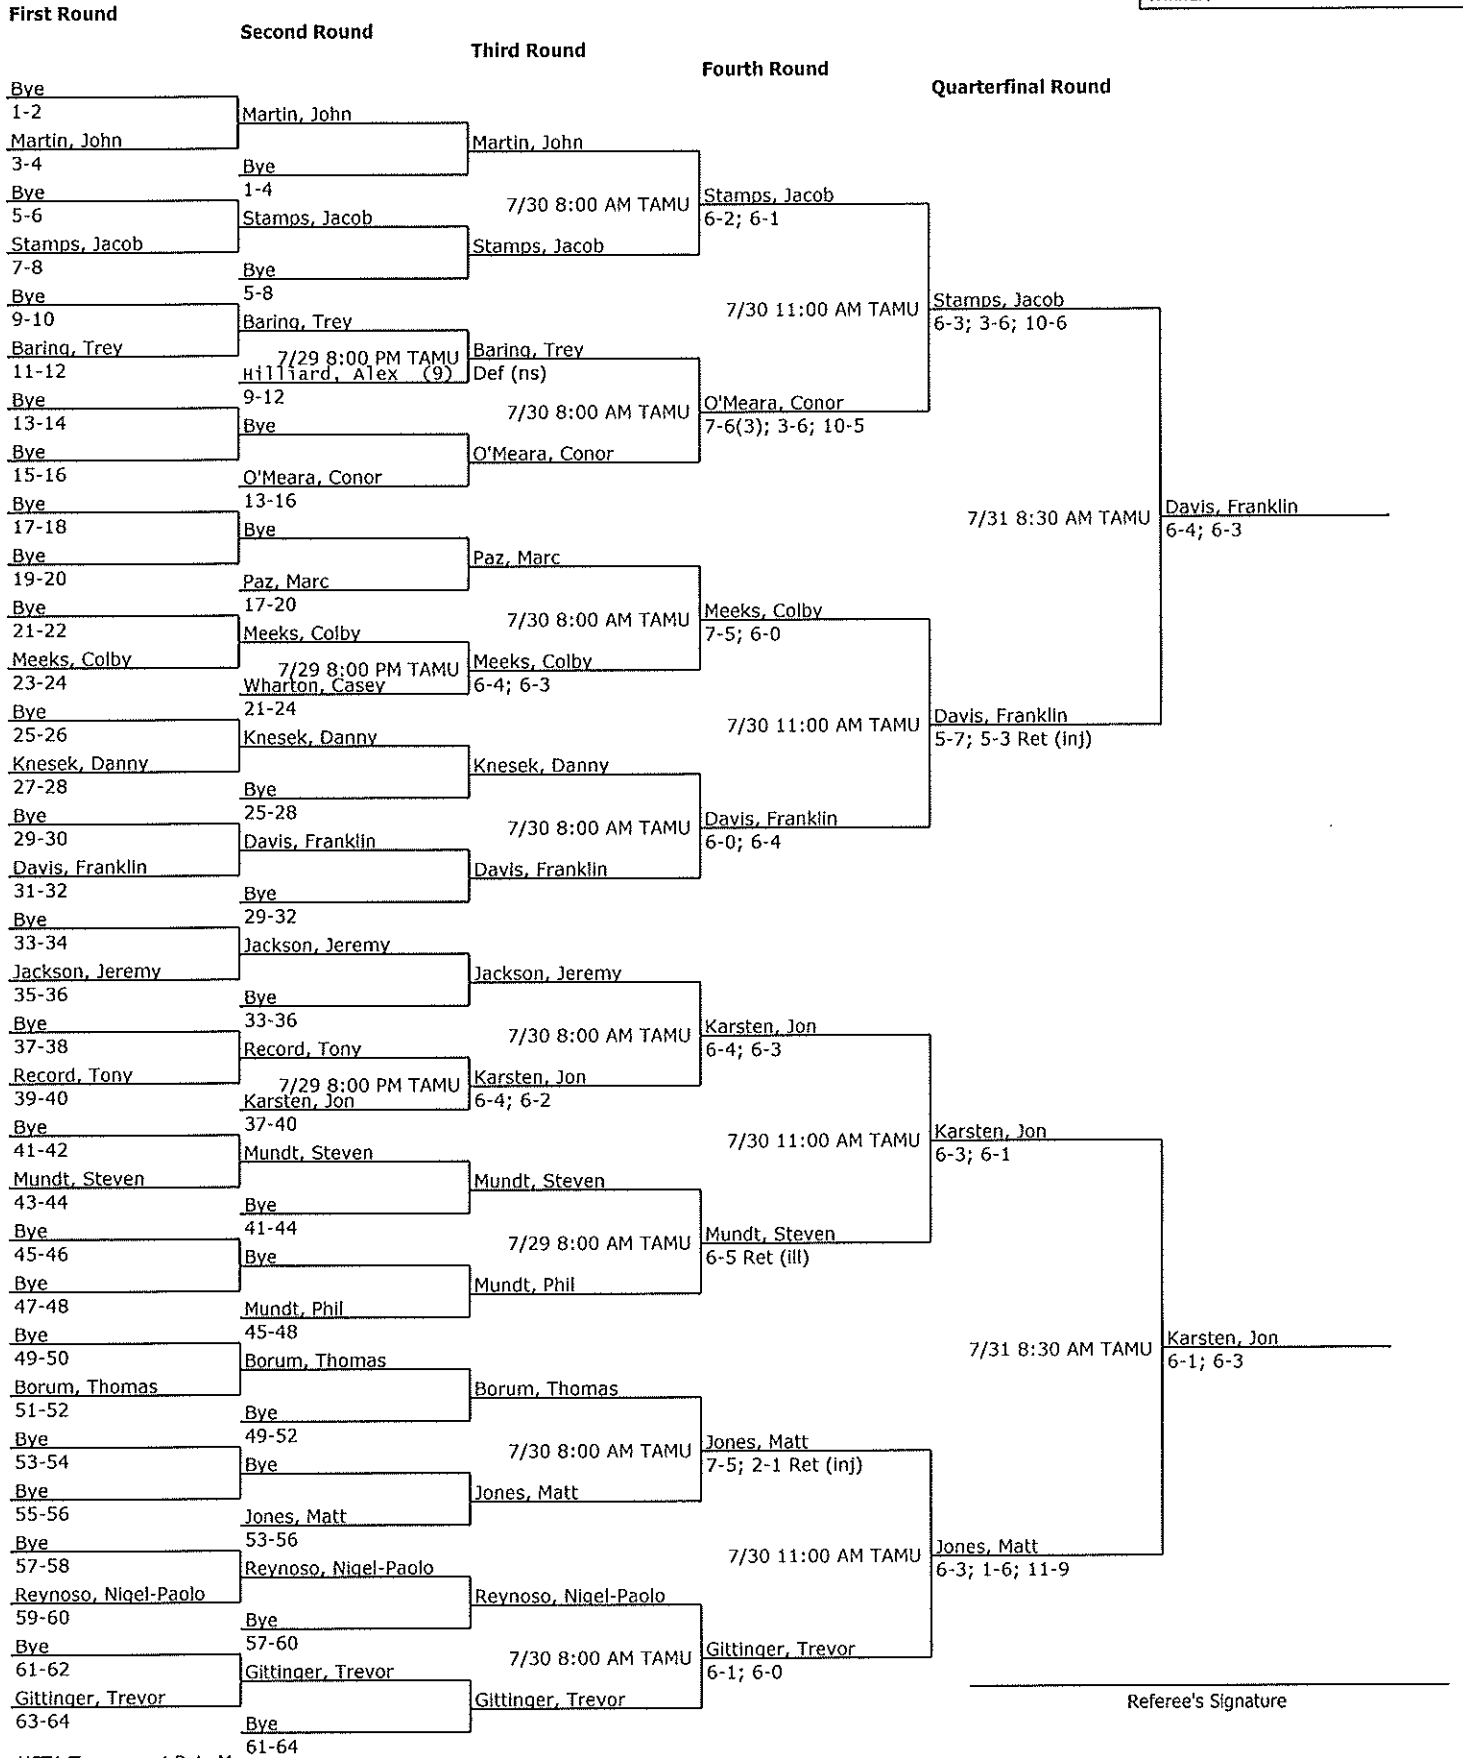 First Round
Second Round
Third Round
Fourth Round
Quarterfinal Round
Bye
1-2
Martin, John
3-4
Bye
5-6
Stamps, Jacob
7-8
Bye
9-10
Baring, Trey
11-12
Bye
13-14
Bye
15-16
Bye
17-18
Bye
19-20
Bye
21-22
Meeks, Colby
23-24
Bye
25-26
Knesek, Danny
27-28
Bye
29-30
Davis, Franklin
31-32
Bye
33-34
Jackson, Jeremy
35-36
Bye
37-38
Record, Tony
39-40
Bye
41-42
Mundt, Steven
43-44
Bye
45-46
Bye
47-48
Bye
49-50
Borum, Thomas
51-52
Bye
53-54
Bye
55-56
Bye
57-58
Reynoso, Nigel-Paolo
59-60
Bye
61-62
Gittinger, Trevor
63-64
Martin, John
Bye
1-4
Stamps, Jacob
Bye
5-8
Baring, Trey
7/29 8:00 PM TAMU
Hilliard, Alex (9)
9-12
Bye
O'Meara, Conor
13-16
Bye
Paz, Marc
17-20
Meeks, Colby
7/29 8:00 PM TAMU
Wharton, Casey
21-24
Knesek, Danny
Bye
25-28
Davis, Franklin
Bye
29-32
Jackson, Jeremy
Bye
33-36
Record, Tony
7/29 8:00 PM TAMU
Karsten, Jon
37-40
Mundt, Steven
Bye
41-44
Bye
Mundt, Phil
45-48
Borum, Thomas
Bye
49-52
Bye
Jones, Matt
53-56
Reynoso, Nigel-Paolo
Bye
57-60
Gittinger, Trevor
Bye
61-64
Martin, John
7/30 8:00 AM TAMU
Stamps, Jacob
Baring, Trey
Def (ns)
7/30 8:00 AM TAMU
O'Meara, Conor
Paz, Marc
7/30 8:00 AM TAMU
Meeks, Colby
6-4; 6-3
Knesek, Danny
7/30 8:00 AM TAMU
Davis, Franklin
Jackson, Jeremy
7/30 8:00 AM TAMU
Karsten, Jon
6-4; 6-2
Mundt, Steven
7/29 8:00 AM TAMU
Mundt, Phil
Borum, Thomas
7/30 8:00 AM TAMU
Jones, Matt
Reynoso, Nigel-Paolo
7/30 8:00 AM TAMU
Gittinger, Trevor
Stamps, Jacob
6-2; 6-1
7/30 11:00 AM TAMU
O'Meara, Conor
7-6(3); 3-6; 10-5
Meeks, Colby
7-5; 6-0
7/30 11:00 AM TAMU
Davis, Franklin
6-0; 6-4
Karsten, Jon
6-4; 6-3
7/30 11:00 AM TAMU
Mundt, Steven
6-5 Ret (ill)
Jones, Matt
7-5; 2-1 Ret (inj)
7/30 11:00 AM TAMU
Gittinger, Trevor
6-1; 6-0
Stamps, Jacob
6-3; 3-6; 10-6
7/31 8:30 AM TAMU
Davis, Franklin
5-7; 5-3 Ret (inj)
Karsten, Jon
6-3; 6-1
7/31 8:30 AM TAMU
Jones, Matt
6-3; 1-6; 11-9
Davis, Franklin
6-4; 6-3
Karsten, Jon
6-1; 6-3
Referee's Signature